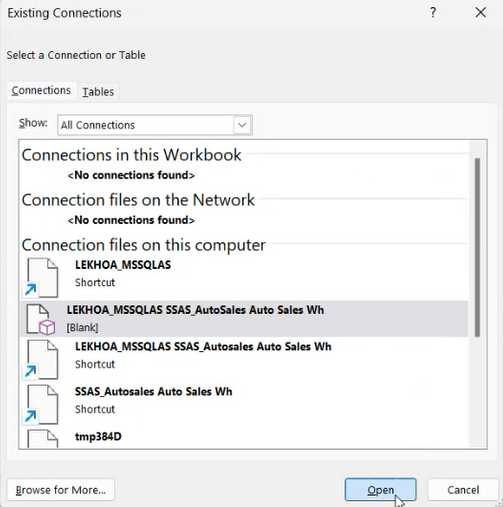 Existing Connections
?
Select a Connection or Table
Connections Tables
Show: All Connections
Connections in this Workbook
<No connections found>
Connection files on the Network
<No connections found>
Connection files on this computer
LEKHOA_MSSQLAS
Shortcut
LEKHOA_MSSQLAS SSAS_AutoSales Auto Sales Wh
[Blank]
LEKHOA_MSSQLAS SSAS_Autosales Auto Sales Wh
Shortcut
SSAS_Autosales Auto Sales Wh
Shortcut
tmp384D
Browse for More... Open Cancel